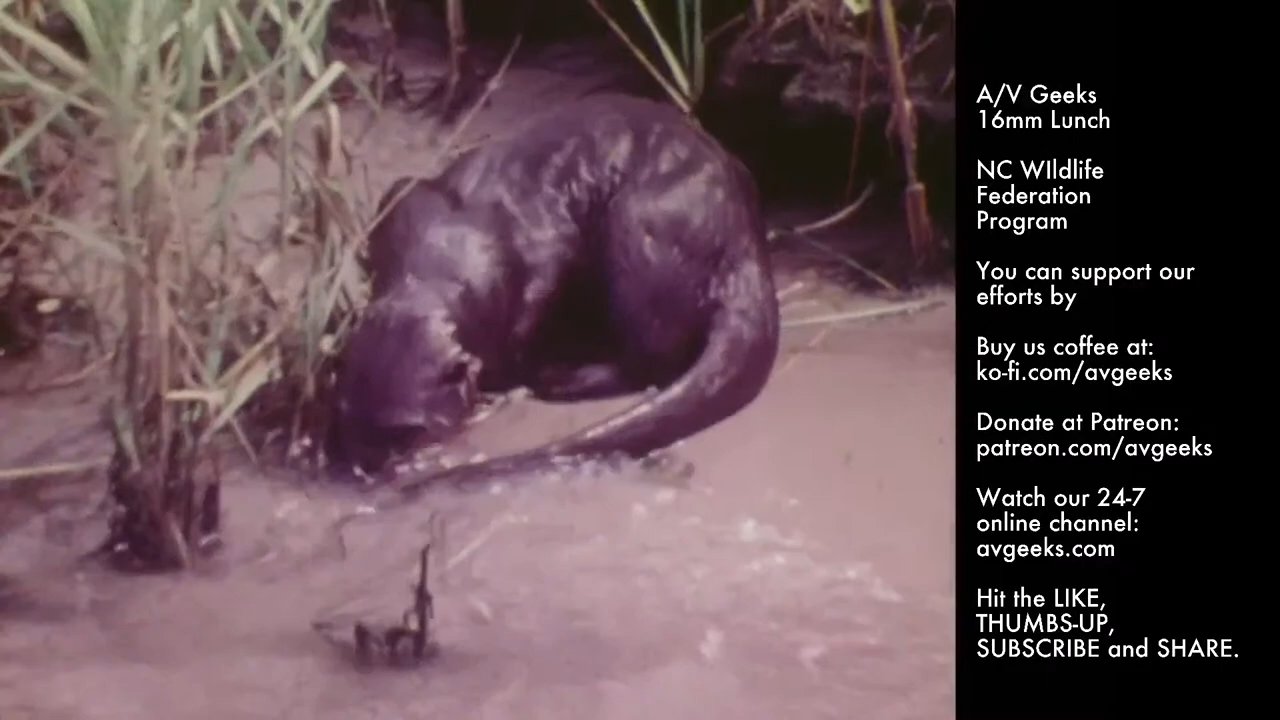 A/V Geeks
16mm Lunch
NC WIldlife
Federation
Program
You can support our
efforts by
Buy us coffee at:
ko-fi.com/avgeeks
Donate at Patreon:
patreon.com/avgeeks
Watch our 24-7
online channel:
avgeeks.com
Hit the LIKE,
THUMBS-UP,
SUBSCRIBE and SHARE.